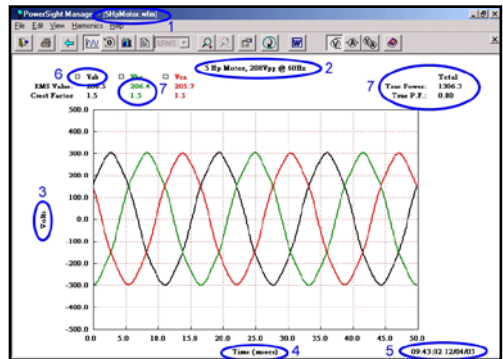 PowerSight Manager - [5HpMotor.wfm]
1
File Edit View Harmonics Help
W
V A
6
5 Hp Motor, 208Vpp @ 60Hz
2
Vab Vca
7
7
Total
RMS Value: 206.4 205.7
True Power: 1306.3
Crest Factor 1.5 1.5 1.5
True P.F.: 0.80
500.0
400.0
300.0
200.0
100.0
0.0
-100.0
-200.0
-300.0
-400.0
-500.0
3
Volts
0.0 5.0 10.0 15.0 20.0 25.0 30.0 35.0 40.0 45.0 50.0
Time (msecs)
4
5
09:43:02 12/04/03